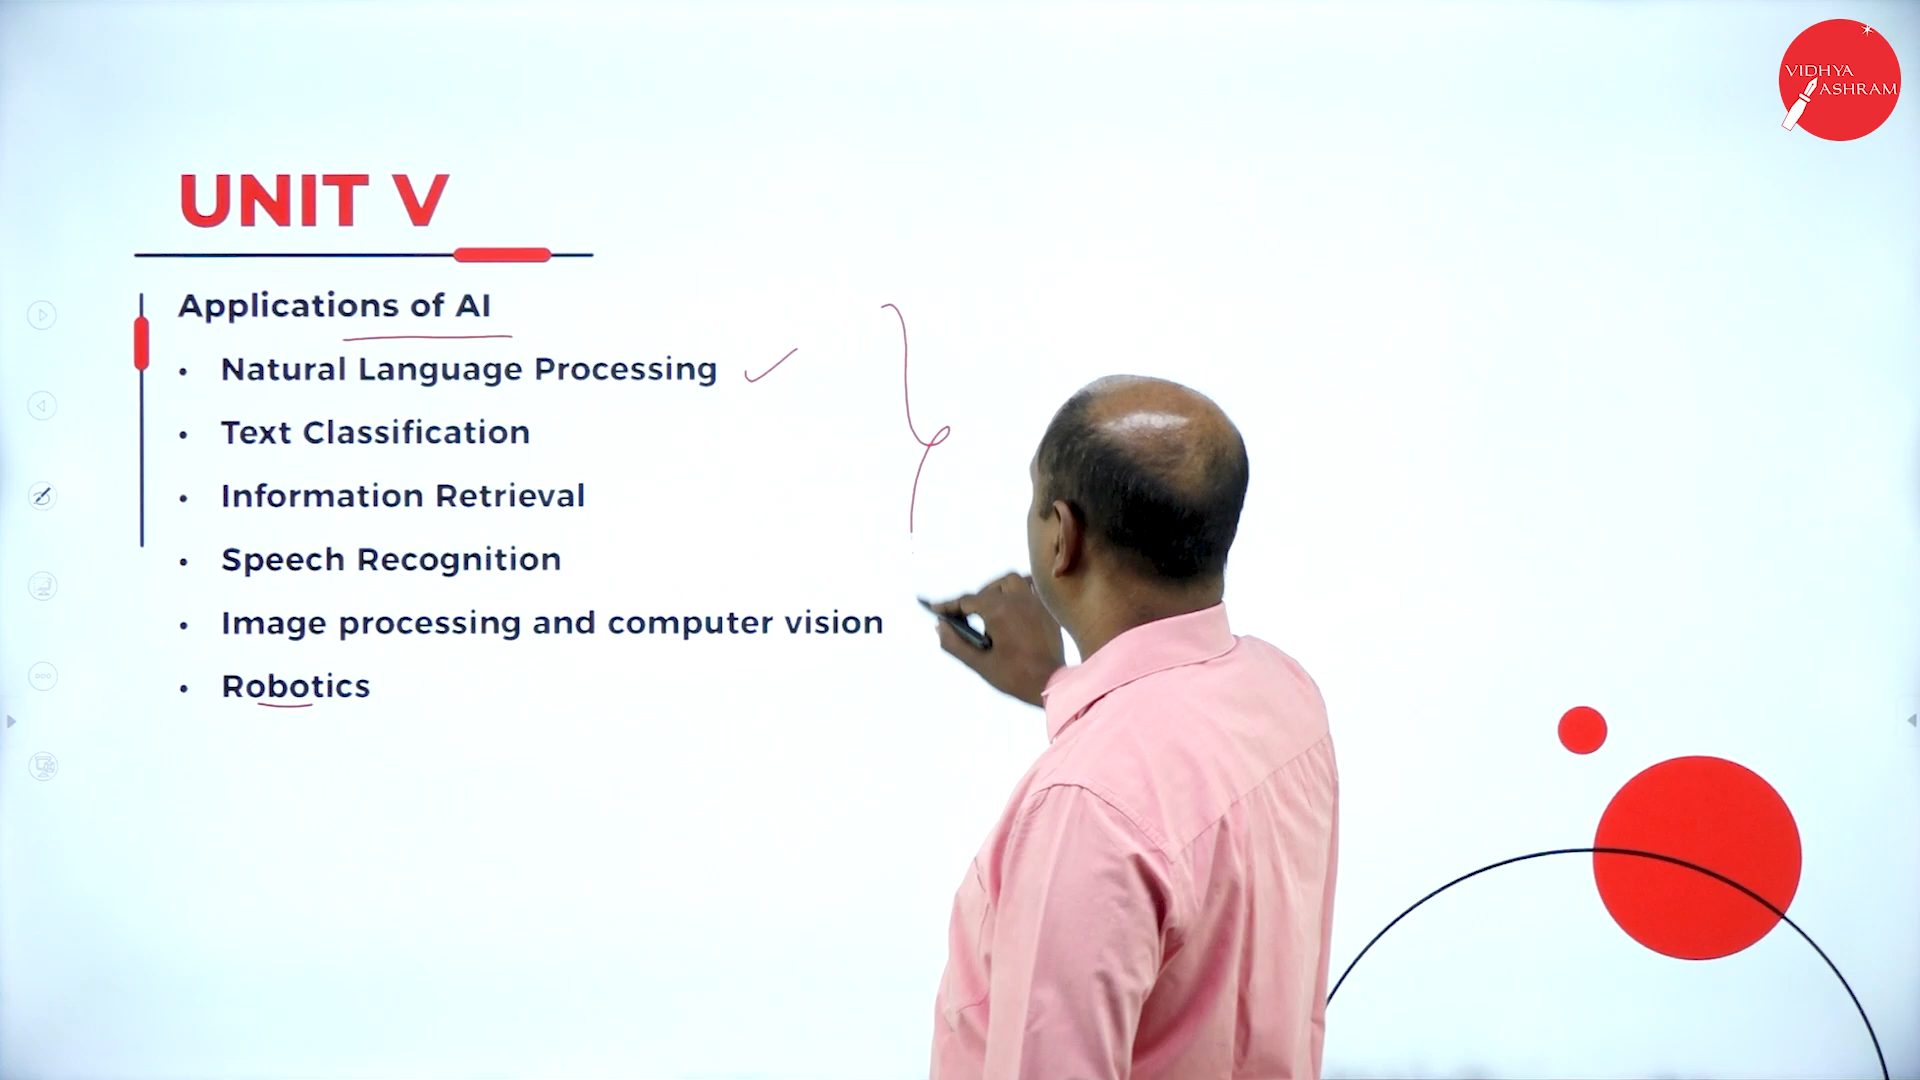 VIDHYA
ASHRAM
UNIT V
Applications of AI
• Natural Language Processing
• Text Classification
• Information Retrieval
• Speech Recognition
• Image processing and computer vision
• Robotics